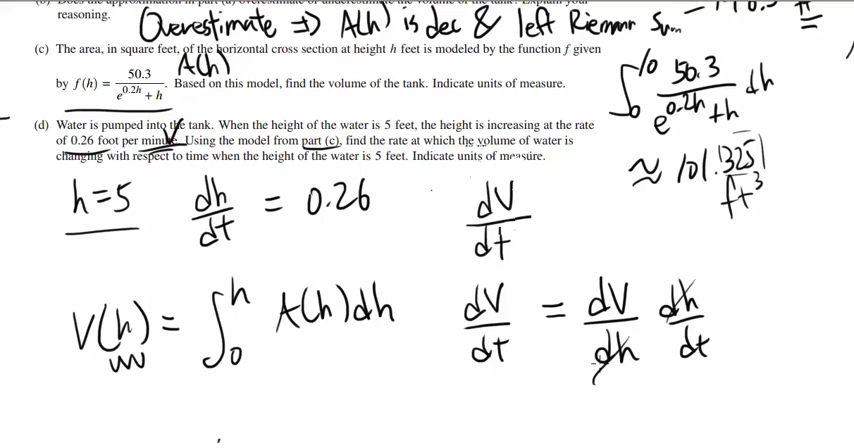 reasoning. Overestimate ⇒ A(h) is dec & left Riemann Sum
(c) The area, in square feet, of the horizontal cross section at height h feet is modeled by the function f given
A(h)
by f(h) = 50.3 / (e^{0.2h} + h). Based on this model, find the volume of the tank. Indicate units of measure.
∫_0^10 50.3 / (e^{0.2h} + h) dh
(d) Water is pumped into the tank. When the height of the water is 5 feet, the height is increasing at the rate
of 0.26 foot per minute. Using the model from part (c), find the rate at which the volume of water is
changing with respect to time when the height of the water is 5 feet. Indicate units of measure.
≈ 101.325 ft³
h=5 dh/dt = 0.26 dV/dt
V(h) = ∫_0^h A(h)dh dV/dt = dV/dh dh/dt